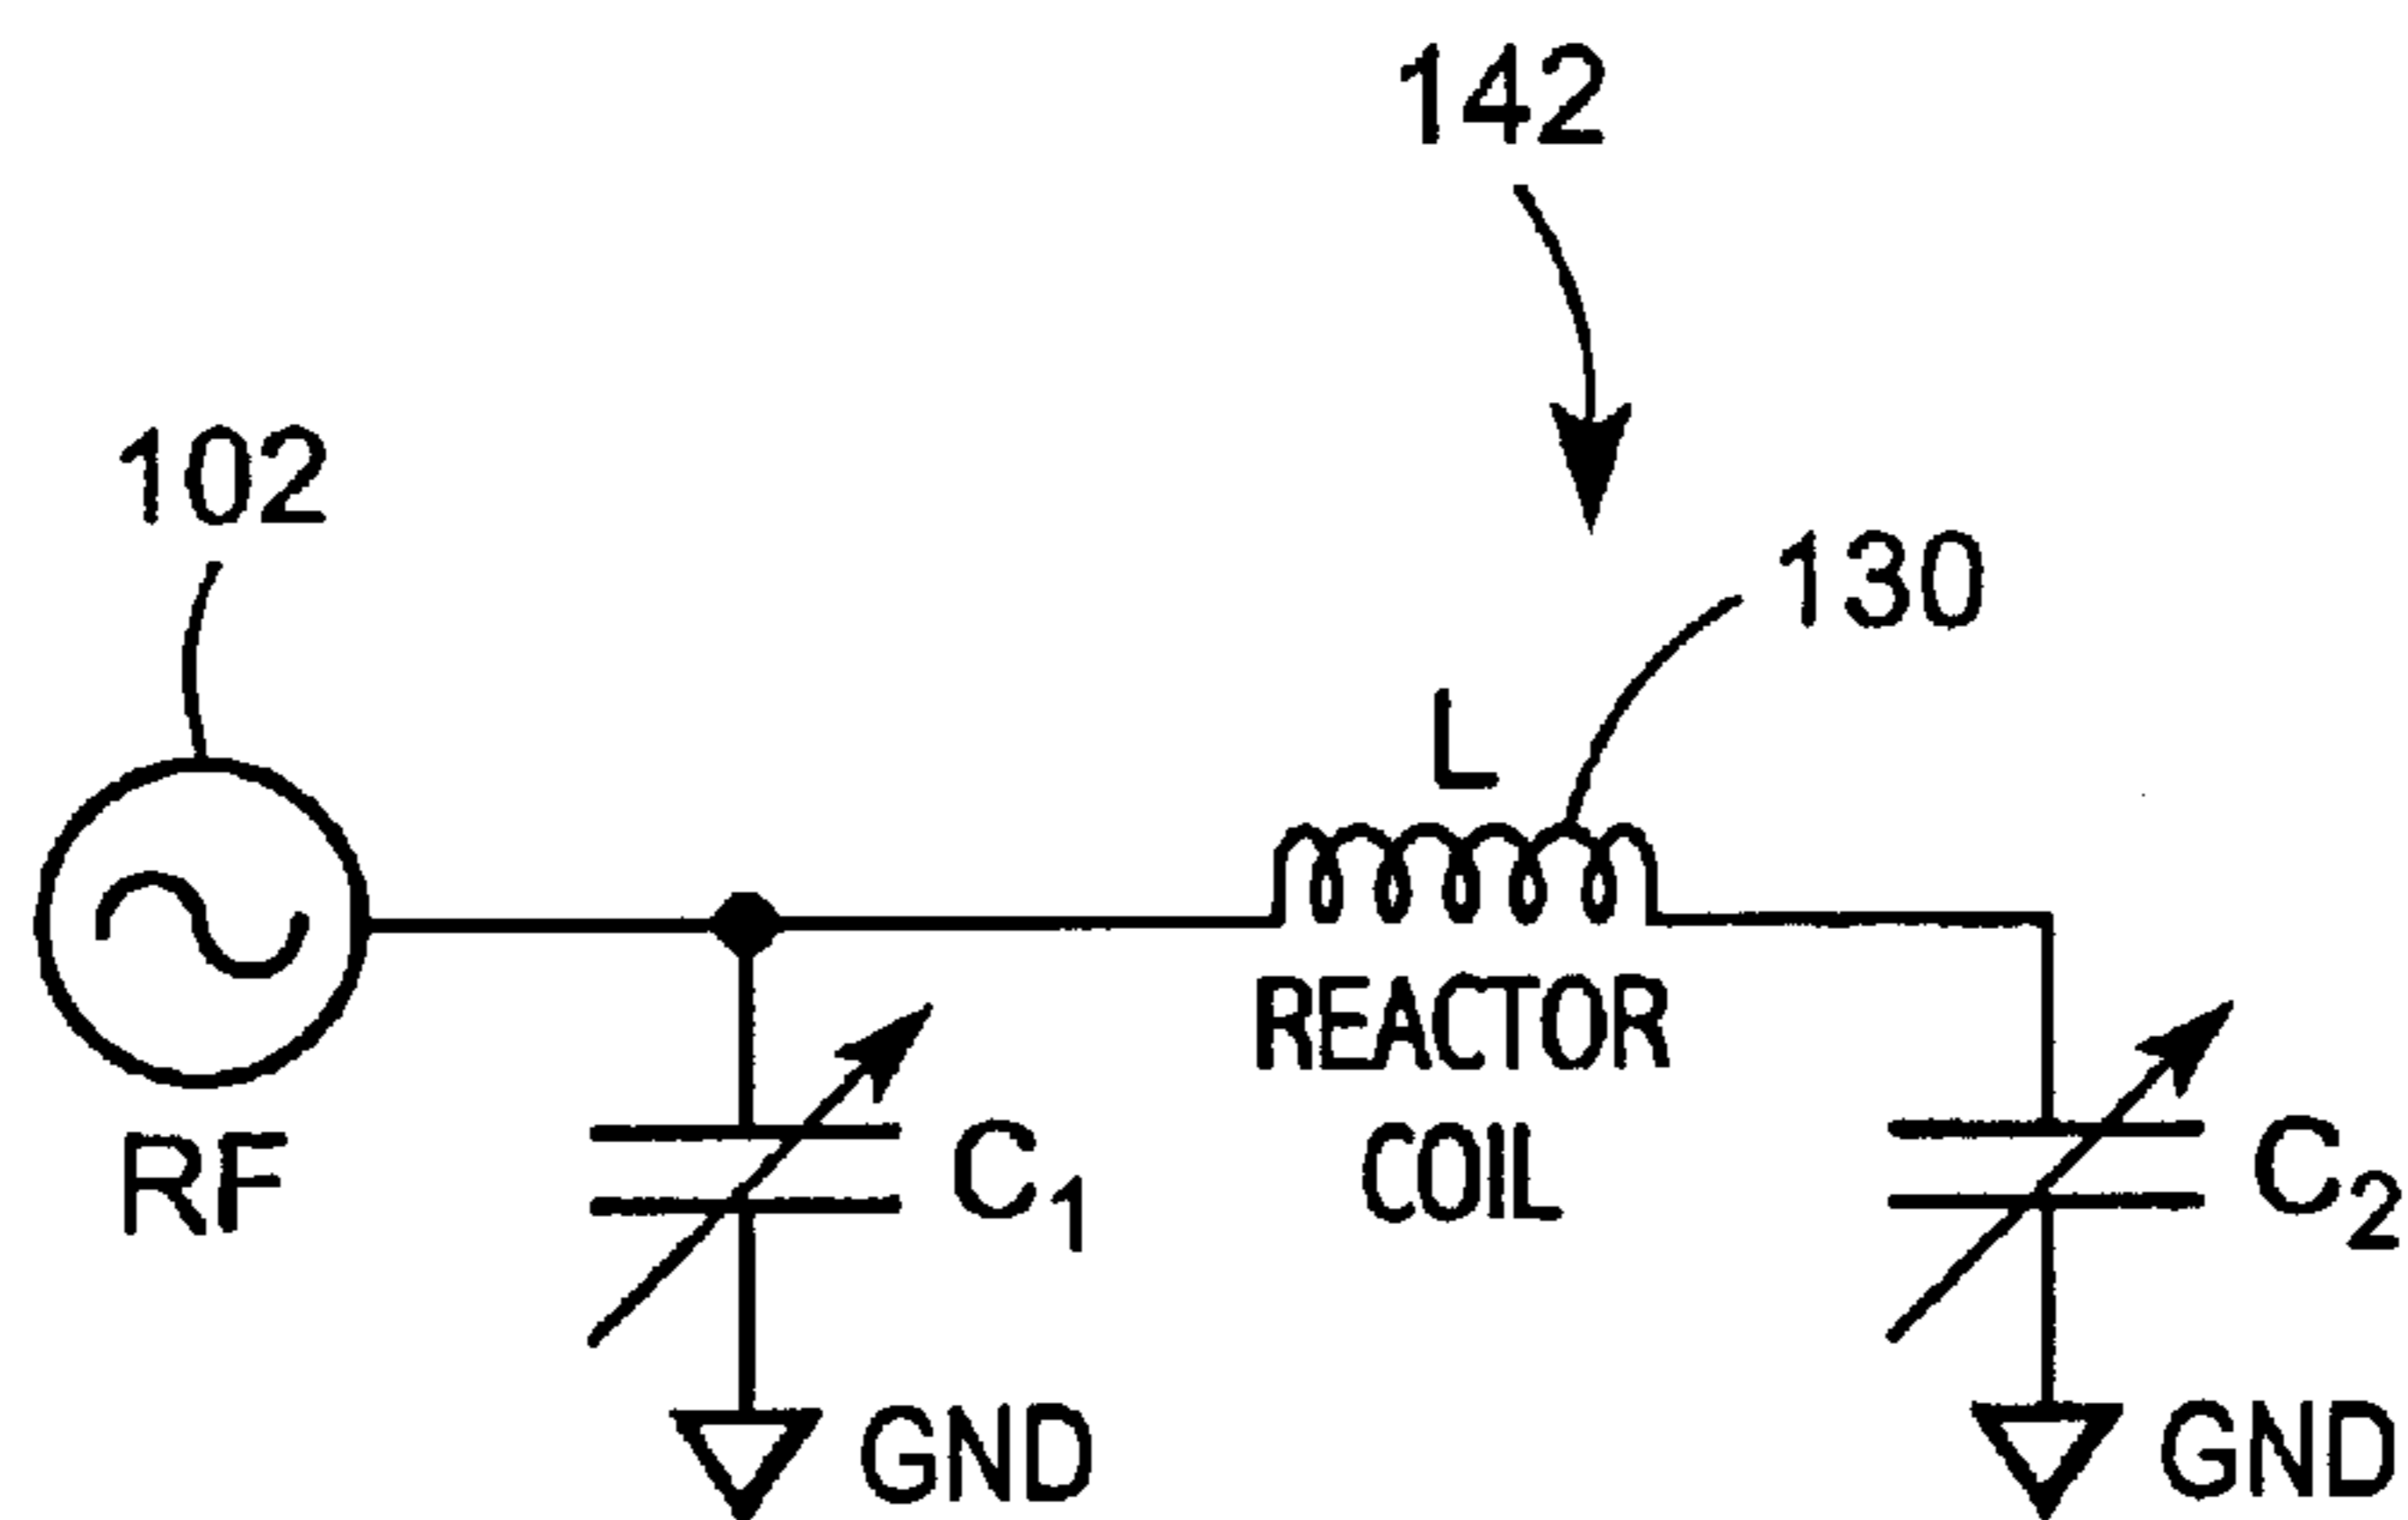 142
102
130
L
REACTOR
COIL
RF
C1
C2
GND
GND